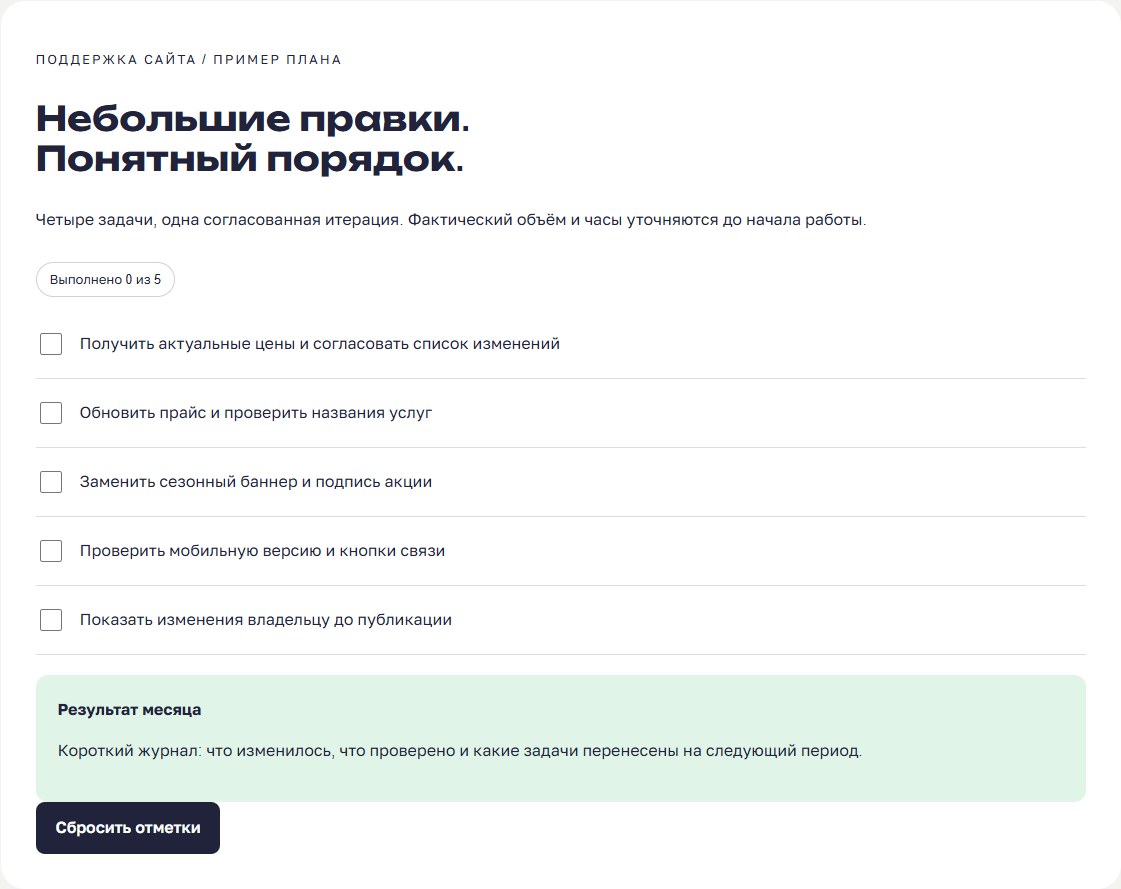 ПОДДЕРЖКА САЙТА / ПРИМЕР ПЛАНА
Небольшие правки.
Понятный порядок.
Четыре задачи, одна согласованная итерация. Фактический объём и часы уточняются до начала работы.
Выполнено 0 из 5
Получить актуальные цены и согласовать список изменений
Обновить прайс и проверить названия услуг
Заменить сезонный баннер и подпись акции
Проверить мобильную версию и кнопки связи
Показать изменения владельцу до публикации
Результат месяца
Короткий журнал: что изменилось, что проверено и какие задачи перенесены на следующий период.
Сбросить отметки